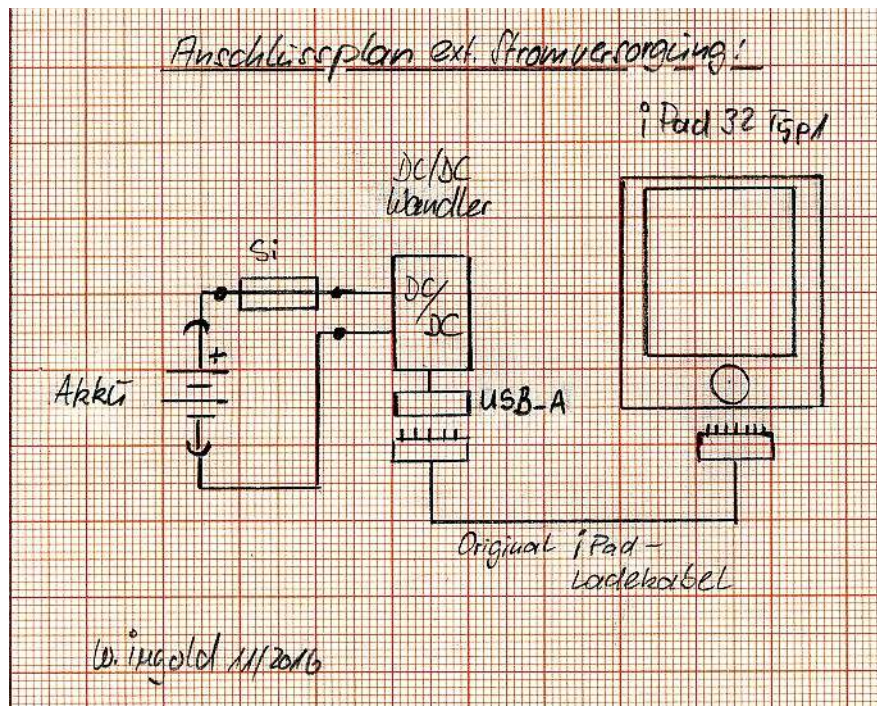 Anschlussplan ext. Stromversorgung:
iPad 32 Typ1
DC/DC
Wandler
Si
DC/
DC
+
Akku
USB-A
Original iPad-
Ladekabel
W. Ingold 11/2016